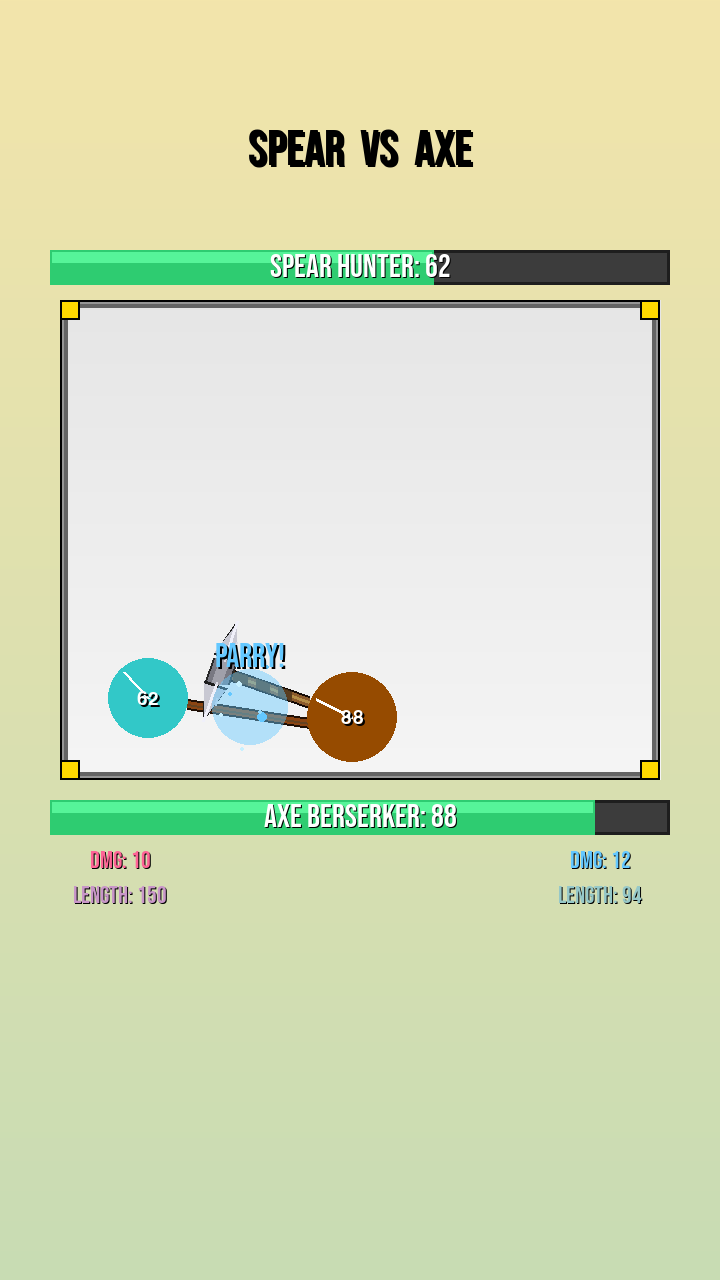 SPEAR VS AXE
SPEAR HUNTER: 62
PARRY!
62
88
AXE BERSERKER: 88
DMG: 10
DMG: 12
LENGTH: 150
LENGTH: 94